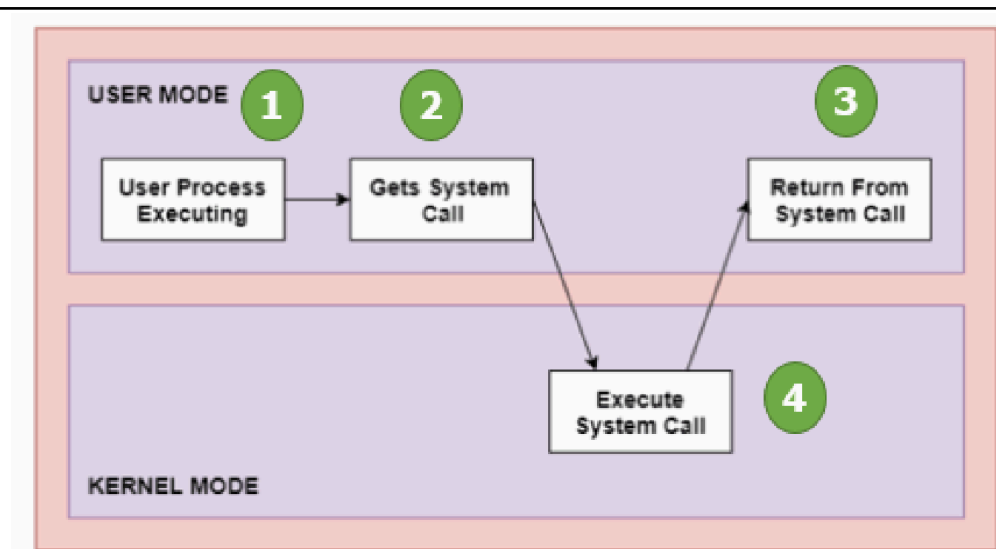 USER MODE
1
2
3
User Process
Executing
Gets System
Call
Return From
System Call
Execute
System Call
4
KERNEL MODE